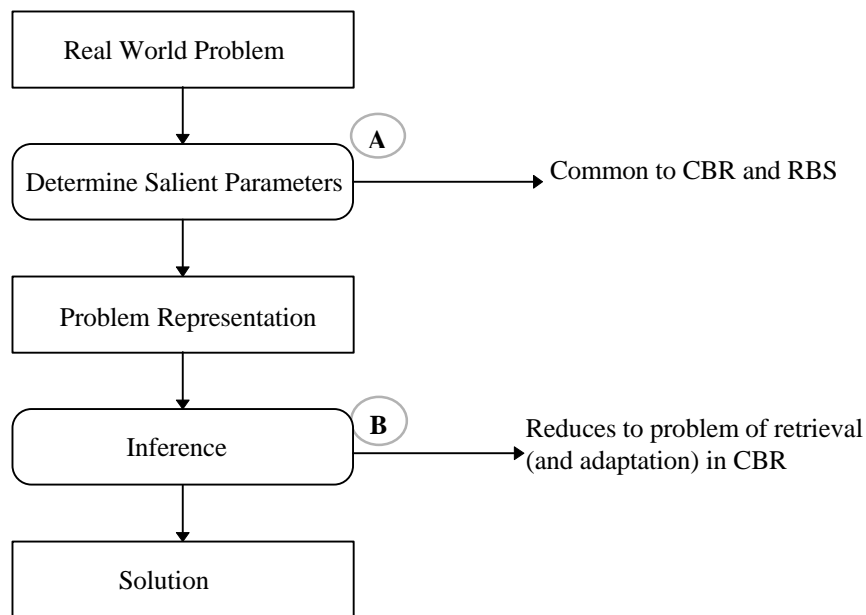 Real World Problem
A
Determine Salient Parameters
Common to CBR and RBS
Problem Representation
B
Inference
Reduces to problem of retrieval
(and adaptation) in CBR
Solution